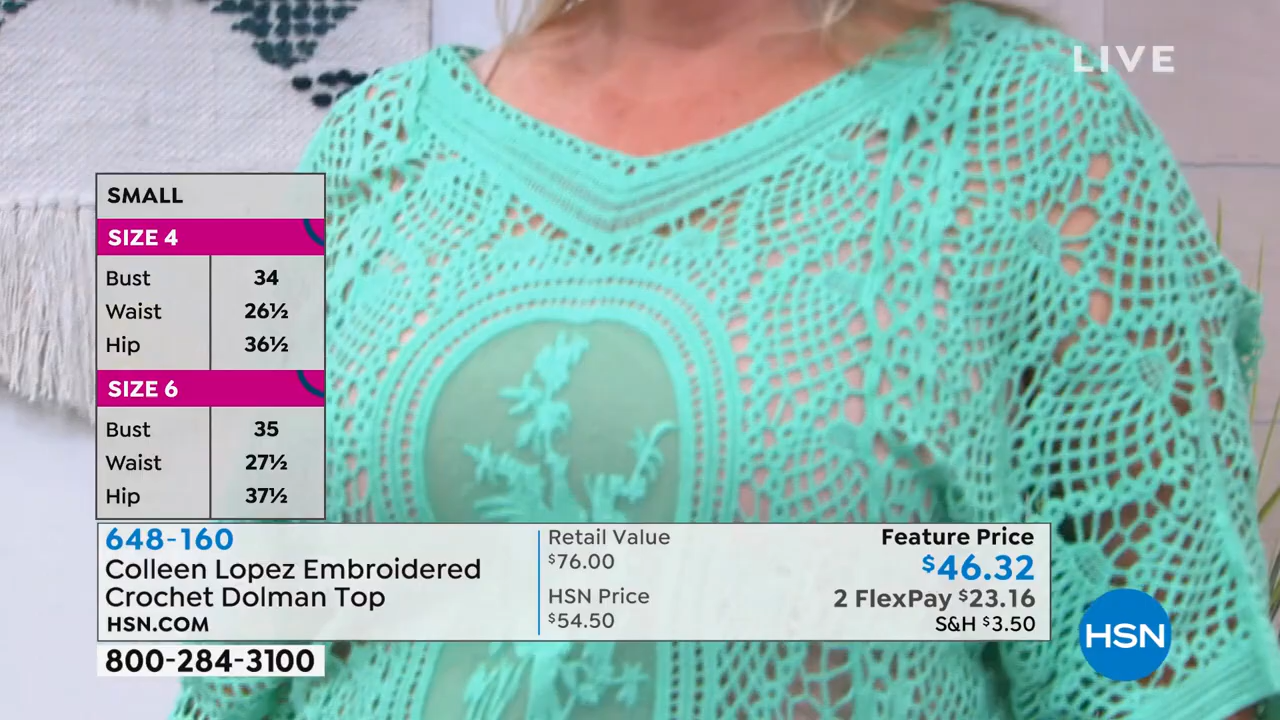 LIVE
SMALL
SIZE 4
Bust 34
Waist 26½
Hip 36½
SIZE 6
Bust 35
Waist 27½
Hip 37½
648-160
Colleen Lopez Embroidered
Crochet Dolman Top
HSN.COM
Retail Value
$76.00
HSN Price
$54.50
Feature Price
$46.32
2 FlexPay $23.16
S&H $3.50
HSN
800-284-3100